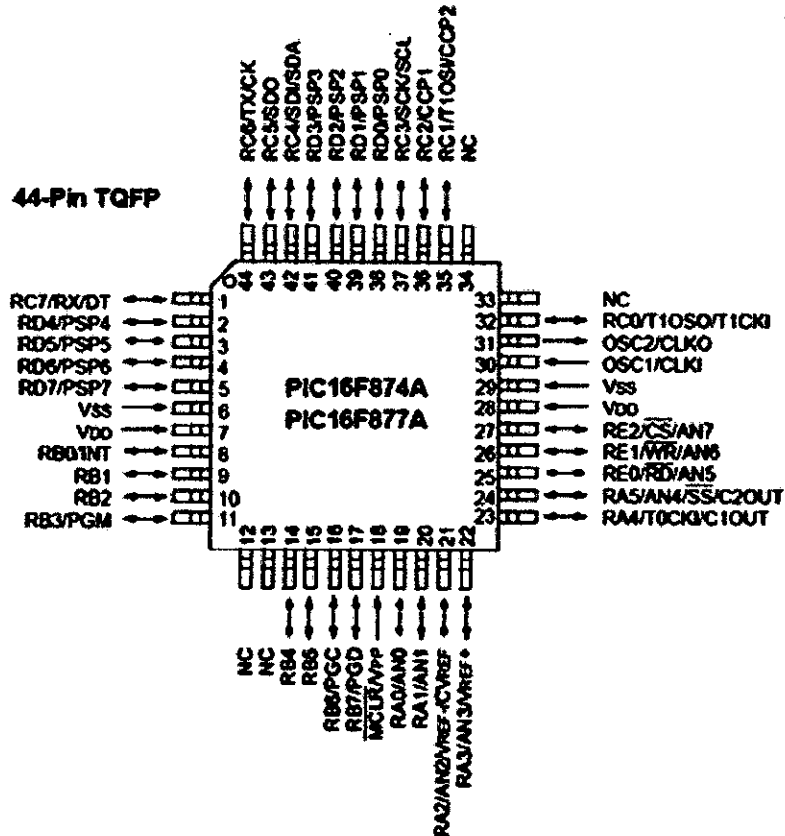 RC6/TX/CK
RC5/SDO
RC4/SDI/SDA
RD3/PSP3
RD2/PSP2
RD1/PSP1
RD0/PSP0
RC3/SCK/SCL
RC2/CCP1
RC1/T1OSI/CCP2
NC
44-Pin TQFP
44
43
42
41
40
39
38
37
36
35
34
RC7/RX/DT 1
RD4/PSP4 2
RD5/PSP5 3
RD6/PSP6 4
RD7/PSP7 5
VSS 6
VDD 7
RB0/INT 8
RB1 9
RB2 10
RB3/PGM 11
PIC16F874A
PIC16F877A
33 NC
32 RC0/T1OSO/T1CKI
31 OSC2/CLKO
30 OSC1/CLKI
29 VSS
28 VDD
27 RE2/CS/AN7
26 RE1/WR/AN6
25 RE0/RD/AN5
24 RA5/AN4/SS/C2OUT
23 RA4/T0CKI/C1OUT
12
13
14
15
16
17
18
19
20
21
22
NC
NC
RB4
RB5
RB6/PGC
RB7/PGD
MCLR/VPP
RA0/AN0
RA1/AN1
RA2/AN2/VREF-/CVREF
RA3/AN3/VREF+